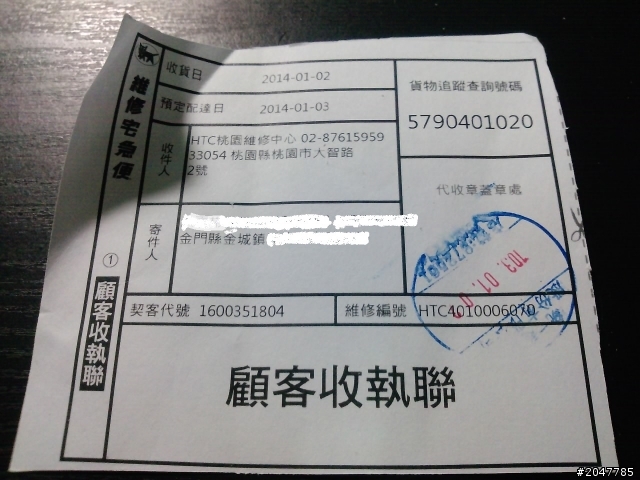 維修宅急便
① 顧客收執聯
收貨日 2014-01-02
預定配達日 2014-01-03
收件人
HTC桃園維修中心 02-87615959
33054 桃園縣桃園市大智路
2號
寄件人
金門縣金城鎮
貨物追蹤查詢號碼
5790401020
代收章蓋章處
103.01.0
契客代號 1600351804
維修編號 HTC4010006070
顧客收執聯
#2047785